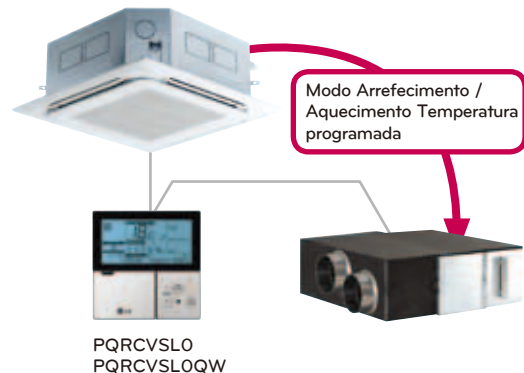 Modo Arrefecimento /
Aquecimento Temperatura
programada
PQRCVSL0
PQRCVSL0QW